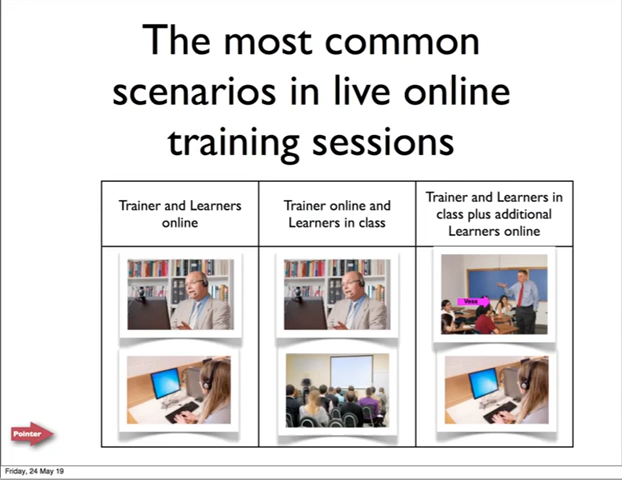 The most common
scenarios in live online
training sessions
Trainer and Learners
online
Trainer online and
Learners in class
Trainer and Learners in
class plus additional
Learners online
Vess
Pointer
Friday, 24 May 19